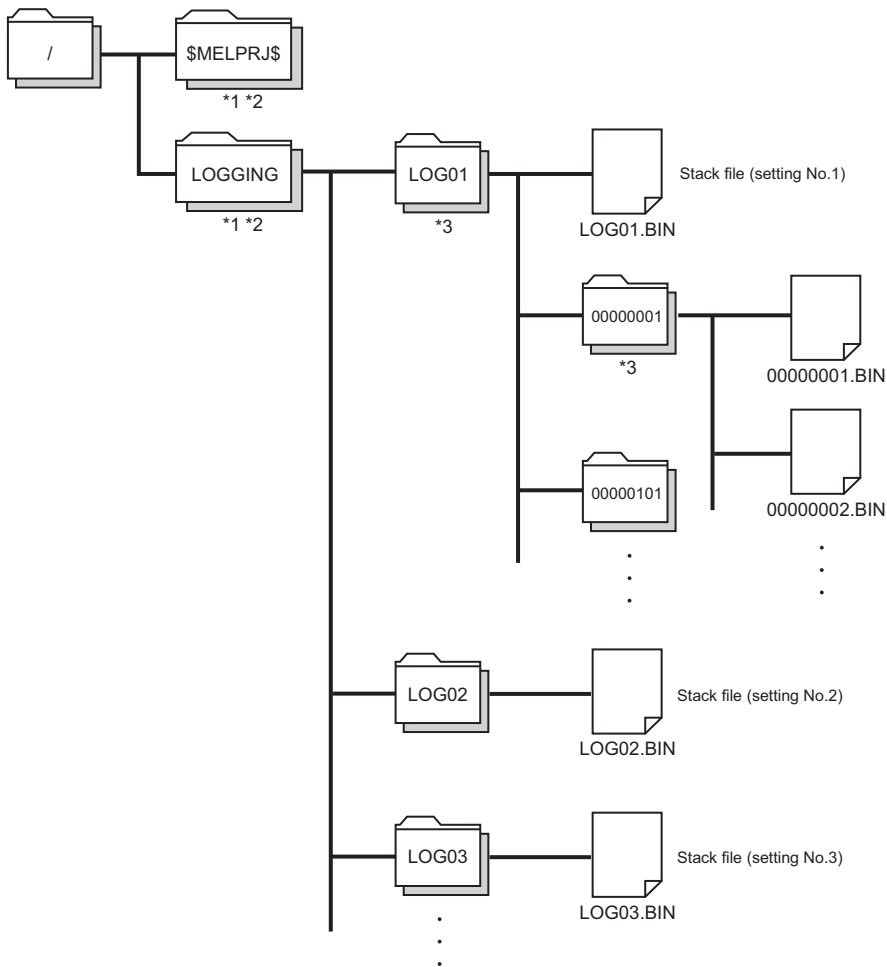 /
$MELPRJ$
*1 *2
LOGGING
*1 *2
LOG01
*3
LOG01.BIN
Stack file (setting No.1)
00000001
*3
00000001.BIN
00000101
00000002.BIN
LOG02
LOG02.BIN
Stack file (setting No.2)
LOG03
LOG03.BIN
Stack file (setting No.3)